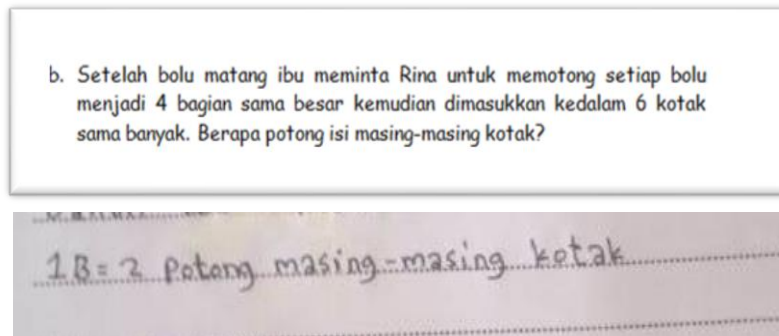 b. Setelah bolu matang ibu meminta Rina untuk memotong setiap bolu
menjadi 4 bagian sama besar kemudian dimasukkan kedalam 6 kotak
sama banyak. Berapa potong isi masing-masing kotak?
1B = 2 Potong masing-masing kotak